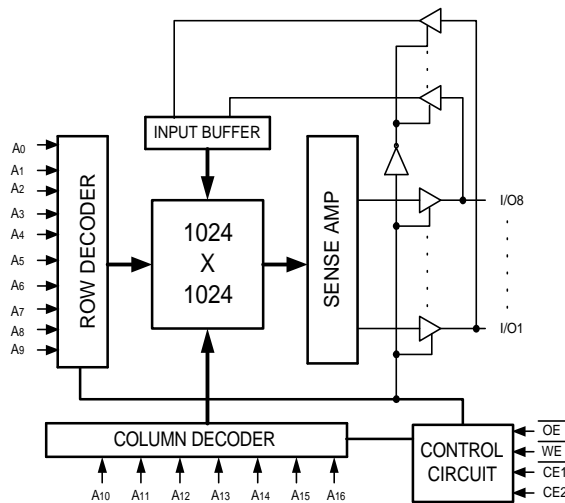 INPUT BUFFER
A0
A1
A2
A3
A4
A5
A6
A7
A8
A9
ROW DECODER
1024
X
1024
SENSE AMP
I/O8
I/O1
COLUMN DECODER
A10
A11
A12
A13
A14
A15
A16
CONTROL
CIRCUIT
OE
WE
CE1
CE2